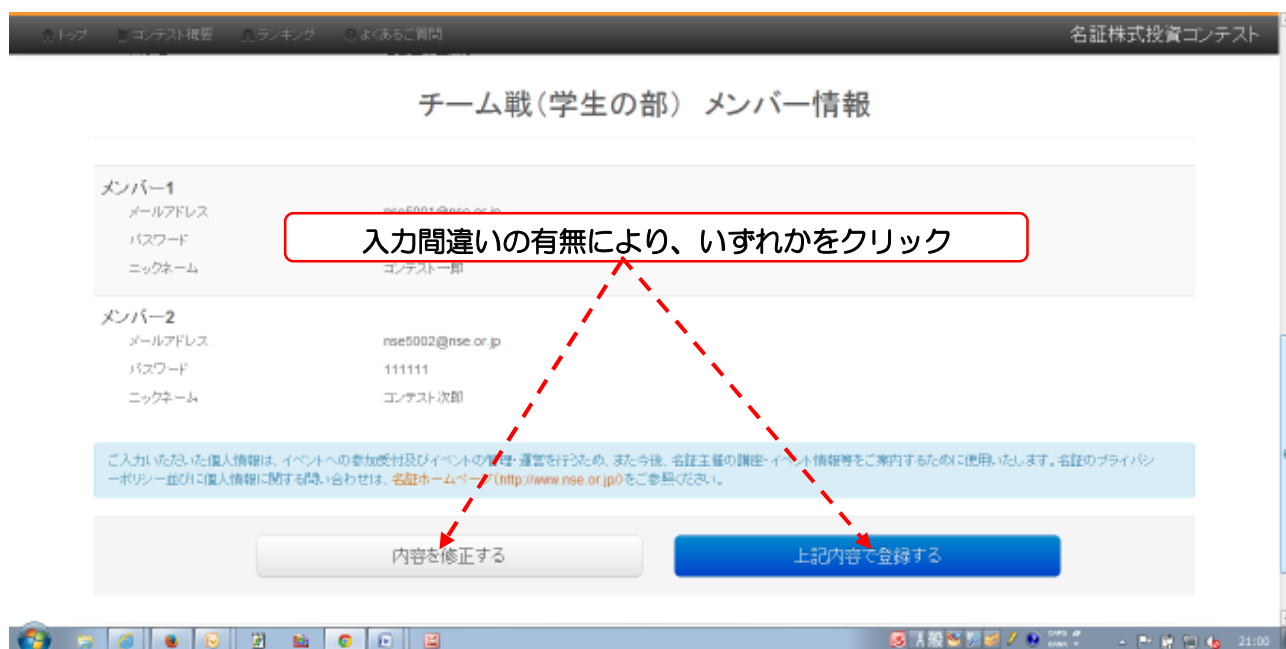 トップ コンテスト概要 ランキング よくあるご質問 名証株式投資コンテスト
チーム戦(学生の部) メンバー情報
メンバー1
メールアドレス
パスワード
入力間違いの有無により、いずれかをクリック
ニックネーム コンテスト一郎
メンバー2
メールアドレス nse5002@nse.or.jp
パスワード 111111
ニックネーム コンテスト次郎
ご入力いただいた個人情報は、イベントへの参加受付及びイベントの管理・運営を行うため、また今後、名証主催の講座・イベント情報等をご案内するために使用いたします。名証のプライバシ
ーポリシー並びに個人情報に関する問い合わせは、名証ホームページ(http://www.nse.or.jp/)をご参照ください。
内容を修正する 上記内容で登録する
21:00